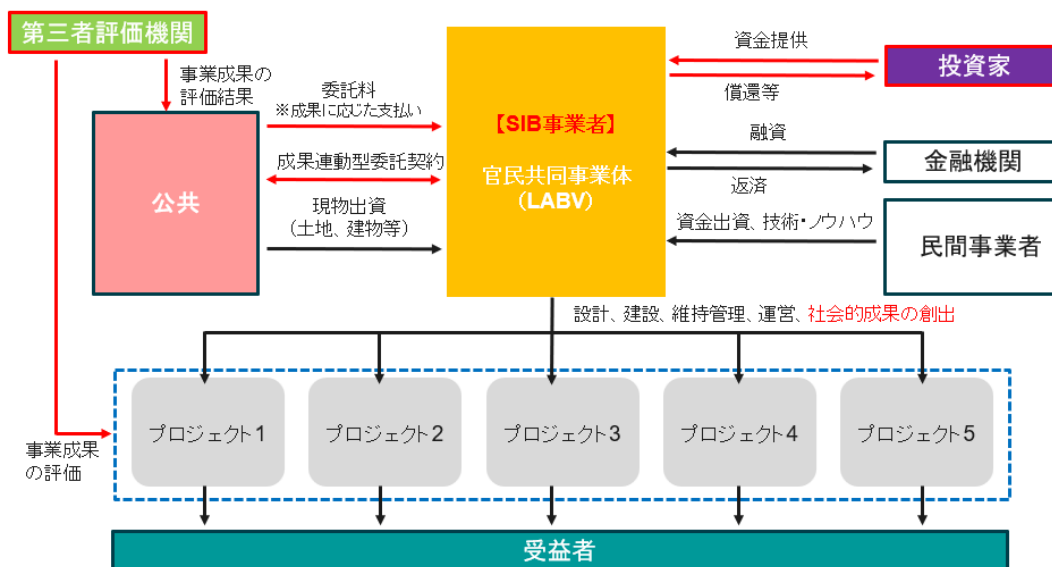 第三者評価機関
事業成果の
評価結果
公共
委託料
※成果に応じた支払い
成果連動型委託契約
現物出資
(土地、建物等)
【SIB事業者】
官民共同事業体
(LABV)
資金提供
償還等
投資家
融資
返済
金融機関
資金出資、技術・ノウハウ
民間事業者
設計、建設、維持管理、運営、社会的成果の創出
事業成果
の評価
プロジェクト1
プロジェクト2
プロジェクト3
プロジェクト4
プロジェクト5
受益者